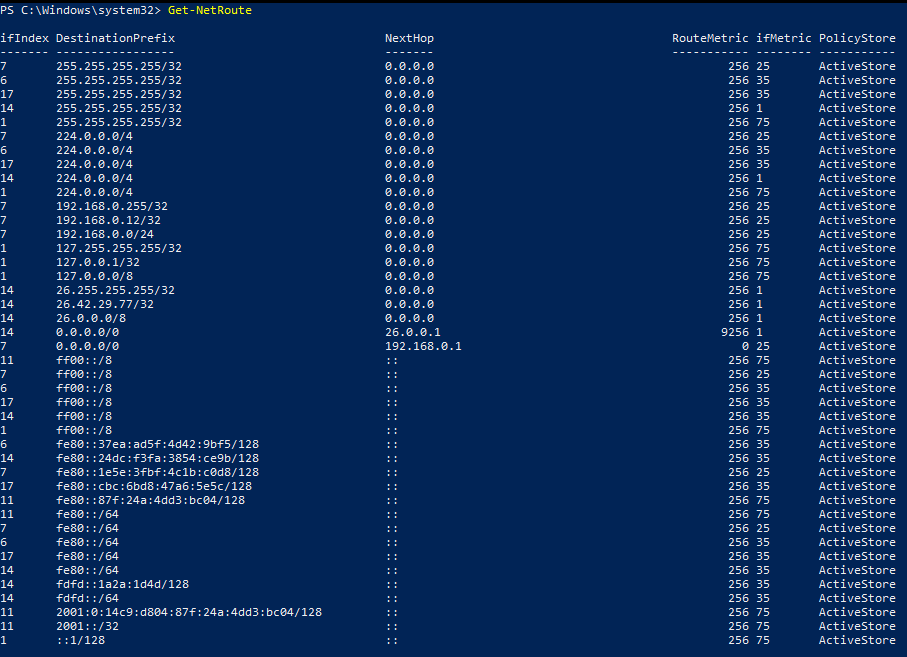 PS C:\Windows\system32> Get-NetRoute
ifIndex DestinationPrefix NextHop RouteMetric ifMetric PolicyStore
------- ----------------- ------- ----------- -------- -----------
7 255.255.255.255/32 0.0.0.0 256 25 ActiveStore
6 255.255.255.255/32 0.0.0.0 256 35 ActiveStore
17 255.255.255.255/32 0.0.0.0 256 35 ActiveStore
14 255.255.255.255/32 0.0.0.0 256 1 ActiveStore
1 255.255.255.255/32 0.0.0.0 256 75 ActiveStore
7 224.0.0.0/4 0.0.0.0 256 25 ActiveStore
6 224.0.0.0/4 0.0.0.0 256 35 ActiveStore
17 224.0.0.0/4 0.0.0.0 256 35 ActiveStore
14 224.0.0.0/4 0.0.0.0 256 1 ActiveStore
1 224.0.0.0/4 0.0.0.0 256 75 ActiveStore
7 192.168.0.255/32 0.0.0.0 256 25 ActiveStore
7 192.168.0.12/32 0.0.0.0 256 25 ActiveStore
7 192.168.0.0/24 0.0.0.0 256 25 ActiveStore
1 127.255.255.255/32 0.0.0.0 256 75 ActiveStore
1 127.0.0.1/32 0.0.0.0 256 75 ActiveStore
1 127.0.0.0/8 0.0.0.0 256 75 ActiveStore
14 26.255.255.255/32 0.0.0.0 256 1 ActiveStore
14 26.42.29.77/32 0.0.0.0 256 1 ActiveStore
14 26.0.0.0/8 0.0.0.0 256 1 ActiveStore
14 0.0.0.0/0 26.0.0.1 9256 1 ActiveStore
7 0.0.0.0/0 192.168.0.1 0 25 ActiveStore
11 ff00::/8 :: 256 75 ActiveStore
7 ff00::/8 :: 256 25 ActiveStore
6 ff00::/8 :: 256 35 ActiveStore
17 ff00::/8 :: 256 35 ActiveStore
14 ff00::/8 :: 256 35 ActiveStore
1 ff00::/8 :: 256 75 ActiveStore
6 fe80::37ea:ad5f:4d42:9bf5/128 :: 256 35 ActiveStore
14 fe80::24dc:f3fa:3854:ce9b/128 :: 256 35 ActiveStore
7 fe80::1e5e:3fbf:4c1b:c0d8/128 :: 256 25 ActiveStore
17 fe80::cbc:6bd8:47a6:5e5c/128 :: 256 35 ActiveStore
11 fe80::87f:24a:4dd3:bc04/128 :: 256 75 ActiveStore
11 fe80::/64 :: 256 75 ActiveStore
7 fe80::/64 :: 256 25 ActiveStore
6 fe80::/64 :: 256 35 ActiveStore
17 fe80::/64 :: 256 35 ActiveStore
14 fe80::/64 :: 256 35 ActiveStore
14 fdfd::1a2a:1d4d/128 :: 256 35 ActiveStore
14 fdfd::/64 :: 256 35 ActiveStore
11 2001:0:14c9:d804:87f:24a:4dd3:bc04/128 :: 256 75 ActiveStore
11 2001::/32 :: 256 75 ActiveStore
1 ::1/128 :: 256 75 ActiveStore